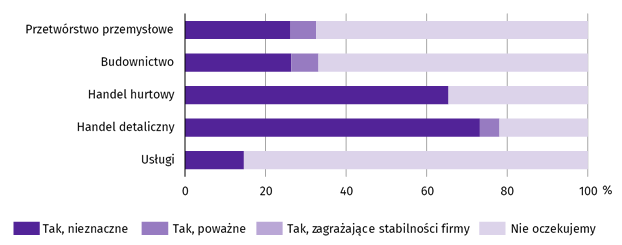 Przetwórstwo przemysłowe
Budownictwo
Handel hurtowy
Handel detaliczny
Usługi
0 20 40 60 80 100 %
Tak, nieznaczne Tak, poważne Tak, zagrażające stabilności firmy Nie oczekujemy